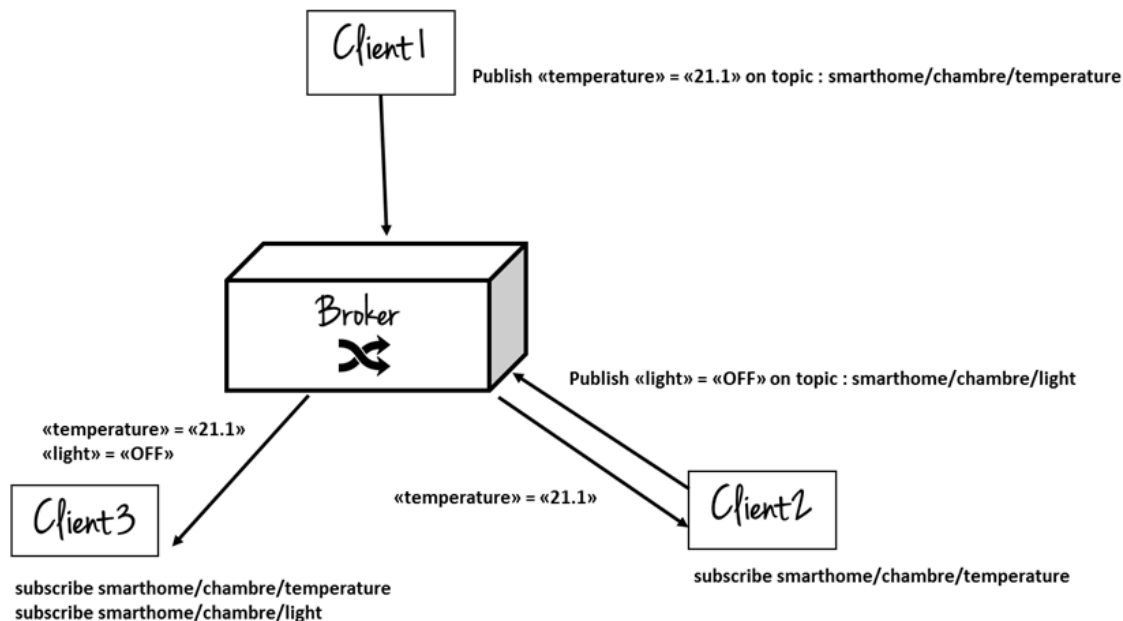 Client1
Publish «temperature» = «21.1» on topic : smarthome/chambre/temperature
Broker
Publish «light» = «OFF» on topic : smarthome/chambre/light
«temperature» = «21.1»
«light» = «OFF»
«temperature» = «21.1»
Client3
Client2
subscribe smarthome/chambre/temperature
subscribe smarthome/chambre/light
subscribe smarthome/chambre/temperature